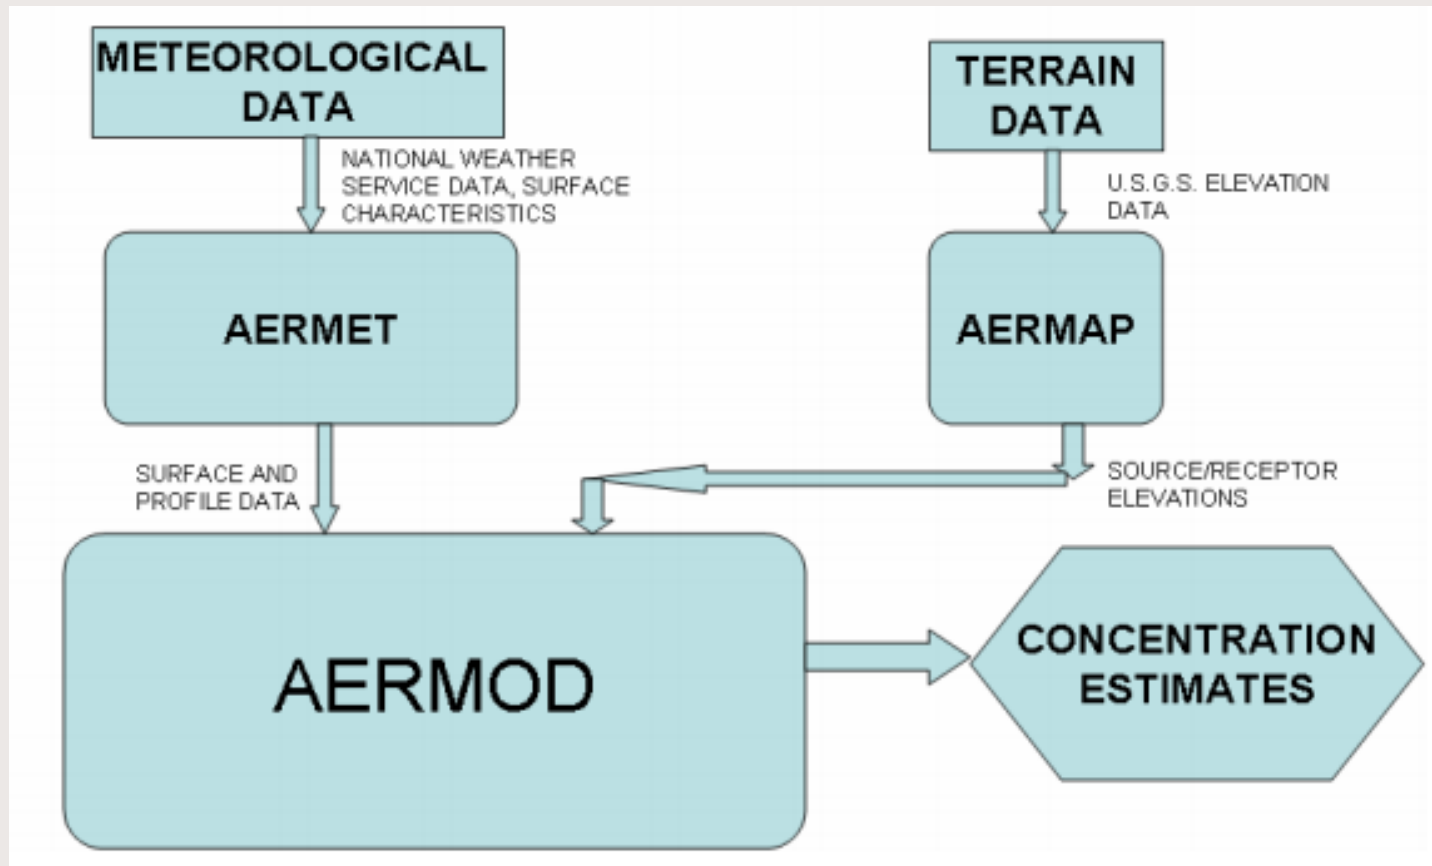 METEOROLOGICAL
DATA
TERRAIN
DATA
NATIONAL WEATHER
SERVICE DATA, SURFACE
CHARACTERISTICS
U.S.G.S. ELEVATION
DATA
AERMET
AERMAP
SURFACE AND
PROFILE DATA
SOURCE/RECEPTOR
ELEVATIONS
AERMOD
CONCENTRATION
ESTIMATES